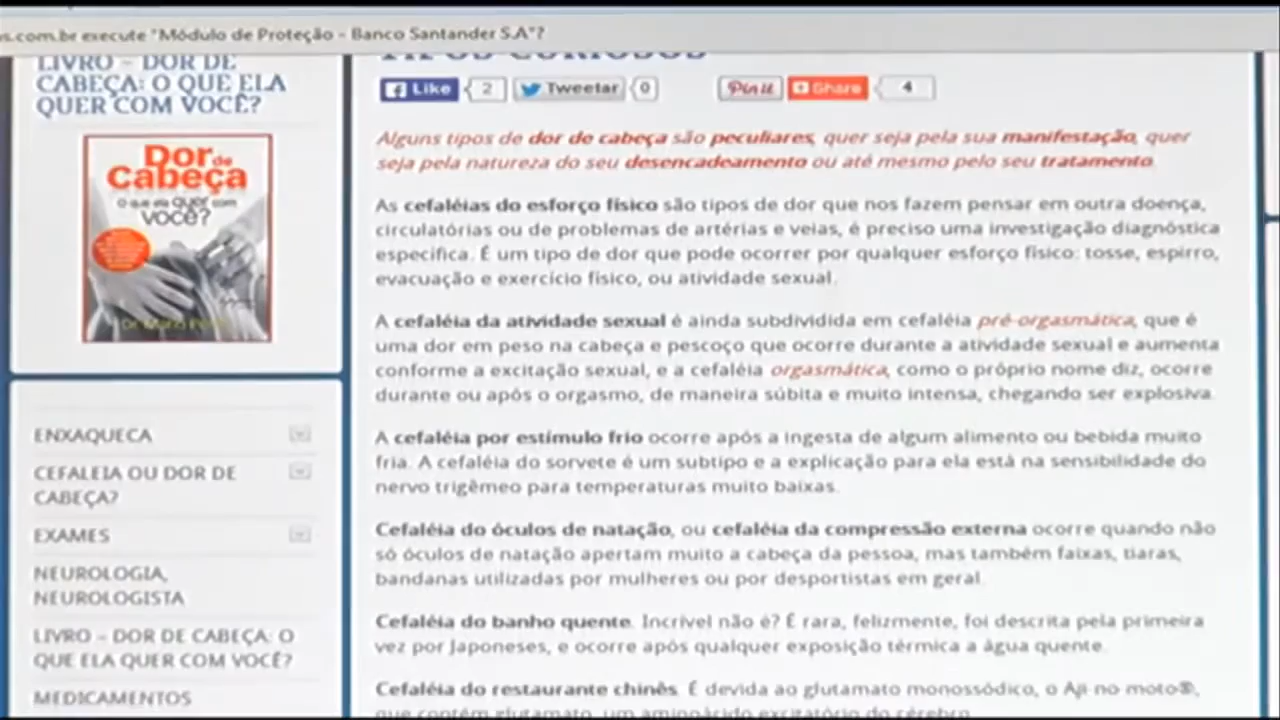 s.com.br execute "Módulo de Proteção - Banco Santander S.A"?
TIPOS CURIOSOS
LIVRO – DOR DE
CABEÇA: O QUE ELA
QUER COM VOCÊ?
Dor de
Cabeça
O que ela quer com
você?
Like 2 Tweetar 0 Pin it Share 4
Alguns tipos de dor de cabeça são peculiares, quer seja pela sua manifestação, quer
seja pela natureza do seu desencadeamento ou até mesmo pelo seu tratamento.
As cefaléias do esforço físico são tipos de dor que nos fazem pensar em outra doença,
circulatórias ou de problemas de artérias e veias, é preciso uma investigação diagnóstica
específica. É um tipo de dor que pode ocorrer por qualquer esforço físico: tosse, espirro,
evacuação e exercício físico, ou atividade sexual.
A cefaléia da atividade sexual é ainda subdividida em cefaléia pré-orgasmática, que é
uma dor em peso na cabeça e pescoço que ocorre durante a atividade sexual e aumenta
conforme a excitação sexual, e a cefaléia orgasmática, como o próprio nome diz, ocorre
durante ou após o orgasmo, de maneira súbita e muito intensa, chegando ser explosiva.
A cefaléia por estímulo frio ocorre após a ingesta de algum alimento ou bebida muito
fria. A cefaléia do sorvete é um subtipo e a explicação para ela está na sensibilidade do
nervo trigêmeo para temperaturas muito baixas.
Cefaléia do óculos de natação, ou cefaléia da compressão externa ocorre quando não
só óculos de natação apertam muito a cabeça da pessoa, mas também faixas, tiaras,
bandanas utilizadas por mulheres ou por desportistas em geral.
Cefaléia do banho quente. Incrível não é? É rara, felizmente, foi descrita pela primeira
vez por Japoneses, e ocorre após qualquer exposição térmica a água quente.
Cefaléia do restaurante chinês. É devida ao glutamato monossódico, o Aji no moto®,
que contém glutamato, um aminoácido excitatório do cérebro.
ENXAQUECA
CEFALEIA OU DOR DE
CABEÇA?
EXAMES
NEUROLOGIA,
NEUROLOGISTA
LIVRO – DOR DE CABEÇA: O
QUE ELA QUER COM VOCÊ?
MEDICAMENTOS